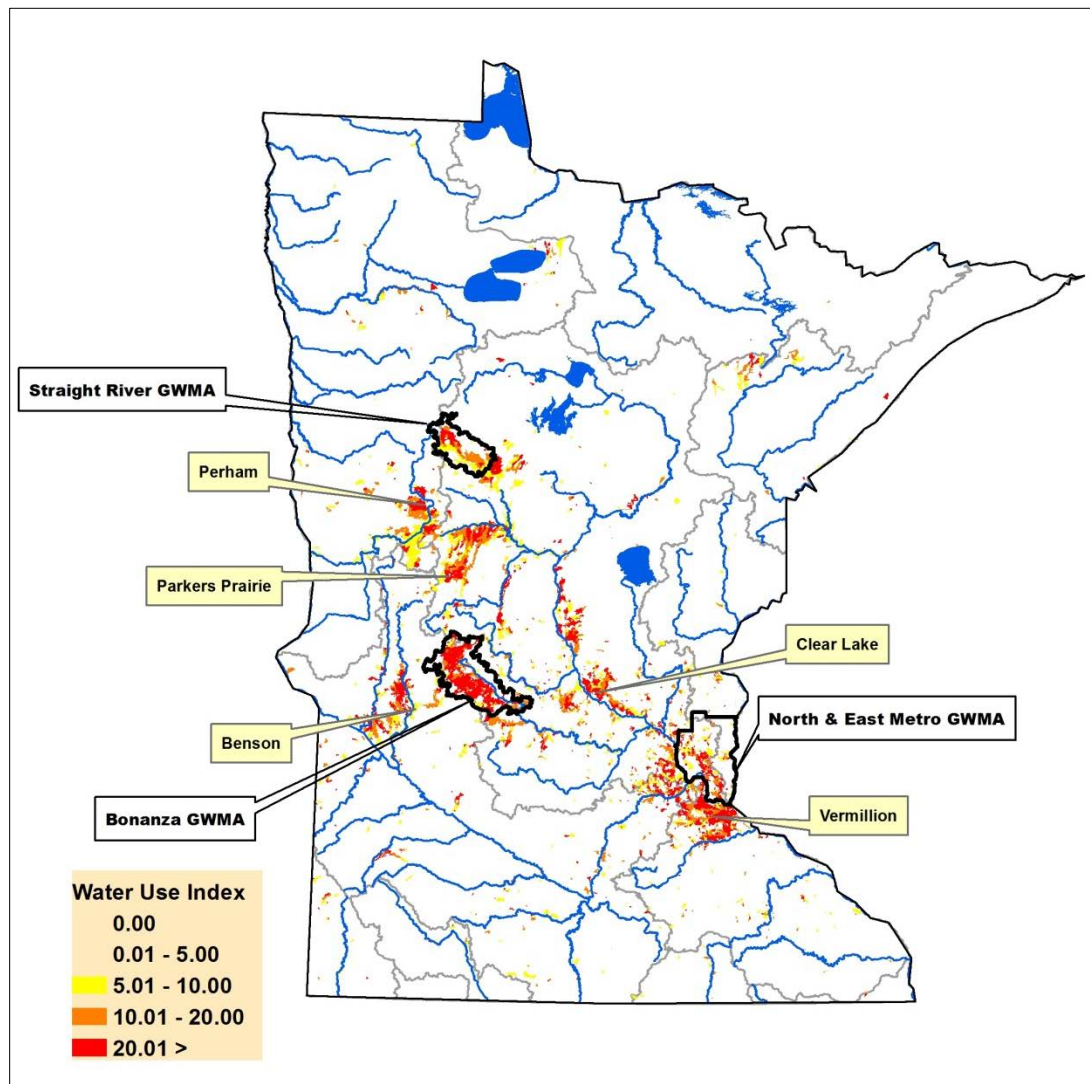 Straight River GWMA
Perham
Parkers Prairie
Clear Lake
North & East Metro GWMA
Benson
Bonanza GWMA
Vermillion
Water Use Index
0.00
0.01 - 5.00
5.01 - 10.00
10.01 - 20.00
20.01 >